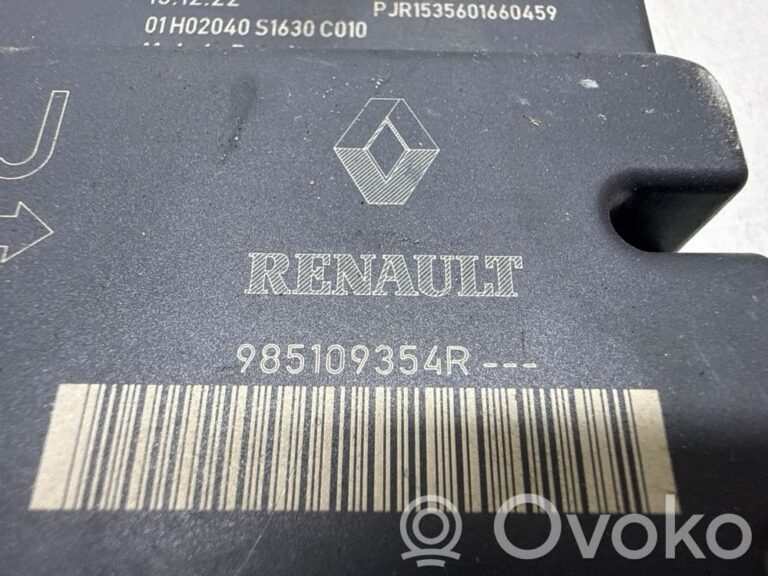 PJR1535601660459
01H02040 S1630 C010
RENAULT
985109354R ---
Ovoko